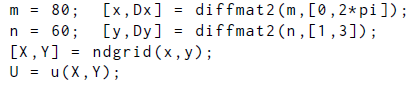 m = 80;  [x,Dx] = diffmat2(m,[0,2*pi]);
n = 60;  [y,Dy] = diffmat2(n,[1,3]);
[X,Y] = ndgrid(x,y);
U = u(X,Y);